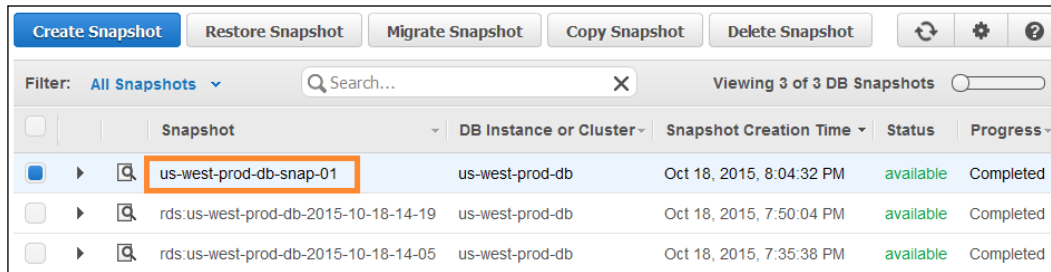 Create Snapshot Restore Snapshot Migrate Snapshot Copy Snapshot Delete Snapshot
Filter: All Snapshots Search... Viewing 3 of 3 DB Snapshots
Snapshot DB Instance or Cluster Snapshot Creation Time Status Progress
us-west-prod-db-snap-01 us-west-prod-db Oct 18, 2015, 8:04:32 PM available Completed
rds:us-west-prod-db-2015-10-18-14-19 us-west-prod-db Oct 18, 2015, 7:50:04 PM available Completed
rds:us-west-prod-db-2015-10-18-14-05 us-west-prod-db Oct 18, 2015, 7:35:38 PM available Completed